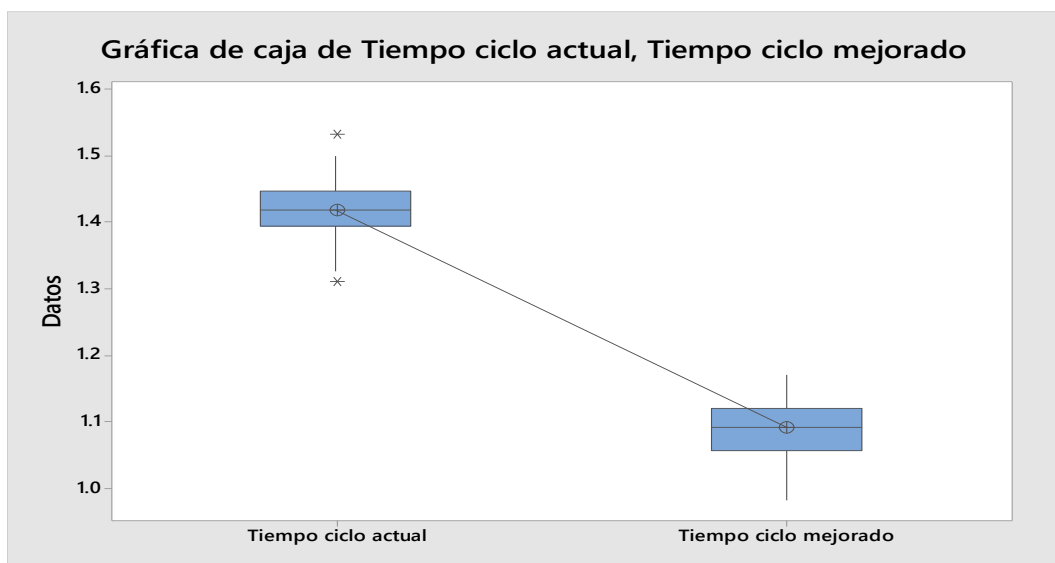 Gráfica de caja de Tiempo ciclo actual, Tiempo ciclo mejorado
1.6
1.5
1.4
1.3
1.2
1.1
1.0
Datos
Tiempo ciclo actual
Tiempo ciclo mejorado